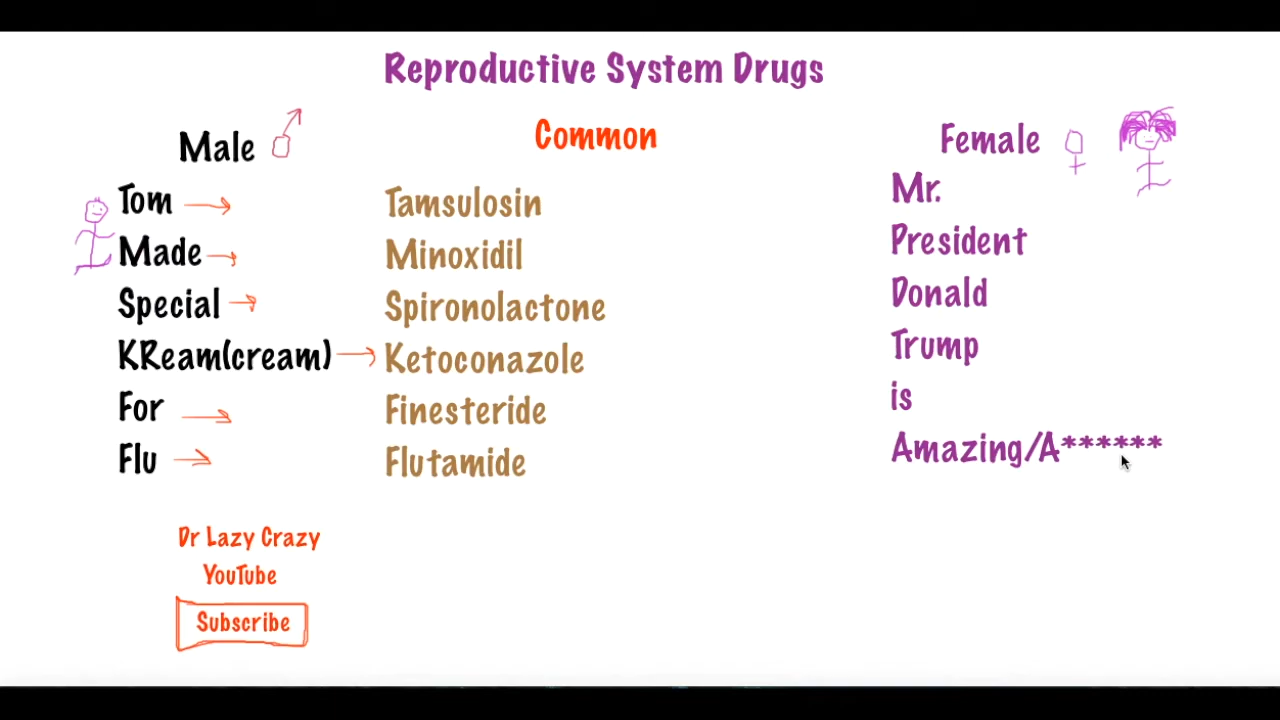 Reproductive System Drugs
Male
Common
Female
Tom
Made
Special
KReam(cream)
For
Flu
Tamsulosin
Minoxidil
Spironolactone
Ketoconazole
Finesteride
Flutamide
Mr.
President
Donald
Trump
is
Amazing/A******
Dr Lazy Crazy
YouTube
Subscribe